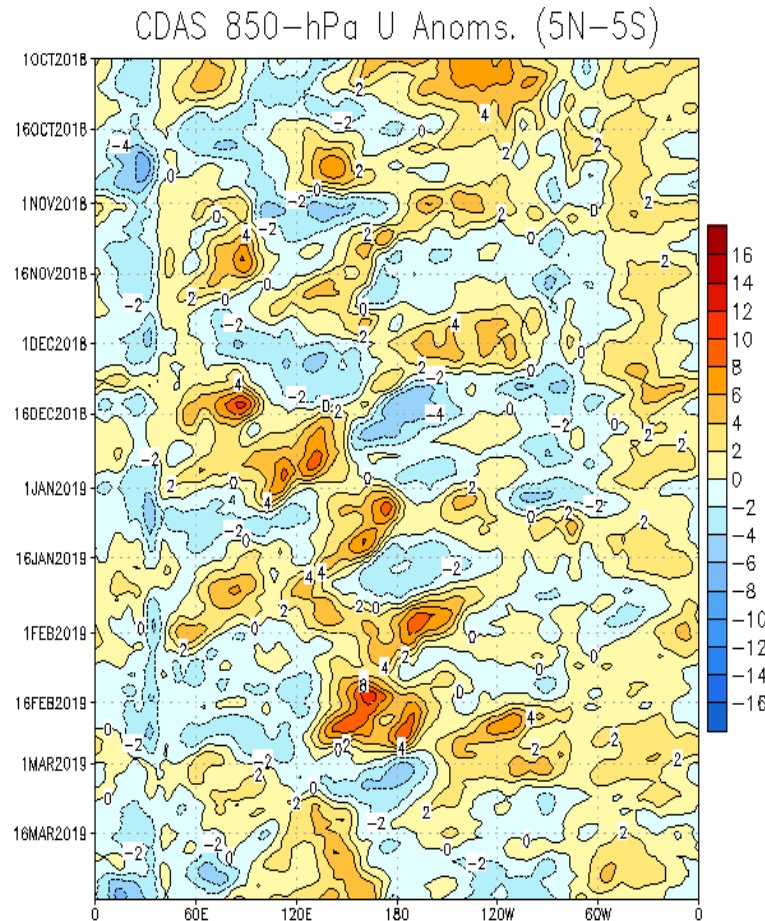 CDAS 850-hPa U Anoms. (5N-5S)
1OCT2018
16OCT2018
1NOV2018
16NOV2018
1DEC2018
16DEC2018
1JAN2019
16JAN2019
1FEB2019
16FEB2019
1MAR2019
16MAR2019
0 60E 120E 180 120W 60W 0
16
14
12
10
8
6
4
2
0
-2
-4
-6
-8
-10
-12
-14
-16